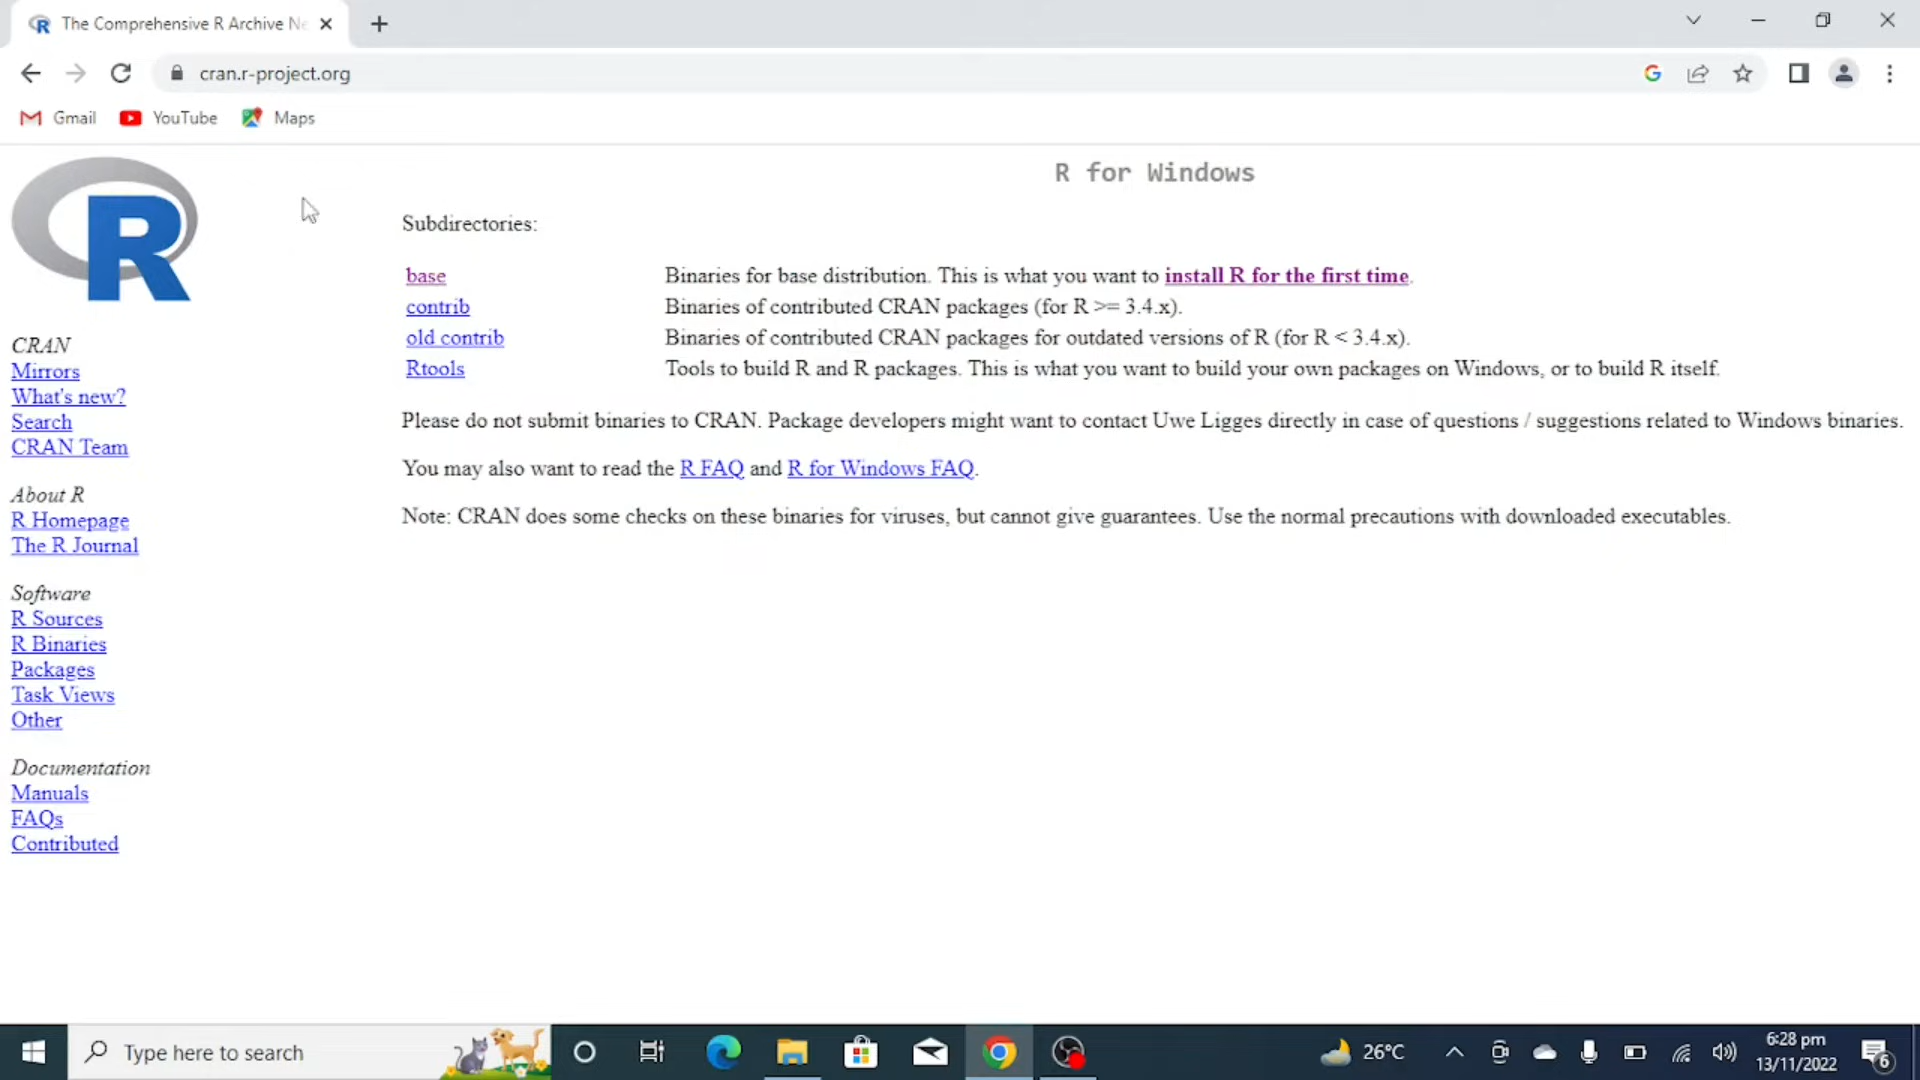 The Comprehensive R Archive Ne
cran.r-project.org
Gmail
YouTube
Maps
R
R for Windows
Subdirectories:
base Binaries for base distribution. This is what you want to install R for the first time.
contrib Binaries of contributed CRAN packages (for R >= 3.4.x).
old contrib Binaries of contributed CRAN packages for outdated versions of R (for R < 3.4.x).
Rtools Tools to build R and R packages. This is what you want to build your own packages on Windows, or to build R itself.
Please do not submit binaries to CRAN. Package developers might want to contact Uwe Ligges directly in case of questions / suggestions related to Windows binaries.
You may also want to read the R FAQ and R for Windows FAQ.
Note: CRAN does some checks on these binaries for viruses, but cannot give guarantees. Use the normal precautions with downloaded executables.
CRAN
Mirrors
What's new?
Search
CRAN Team
About R
R Homepage
The R Journal
Software
R Sources
R Binaries
Packages
Task Views
Other
Documentation
Manuals
FAQs
Contributed
Type here to search
26°C
6:28 pm
13/11/2022
6